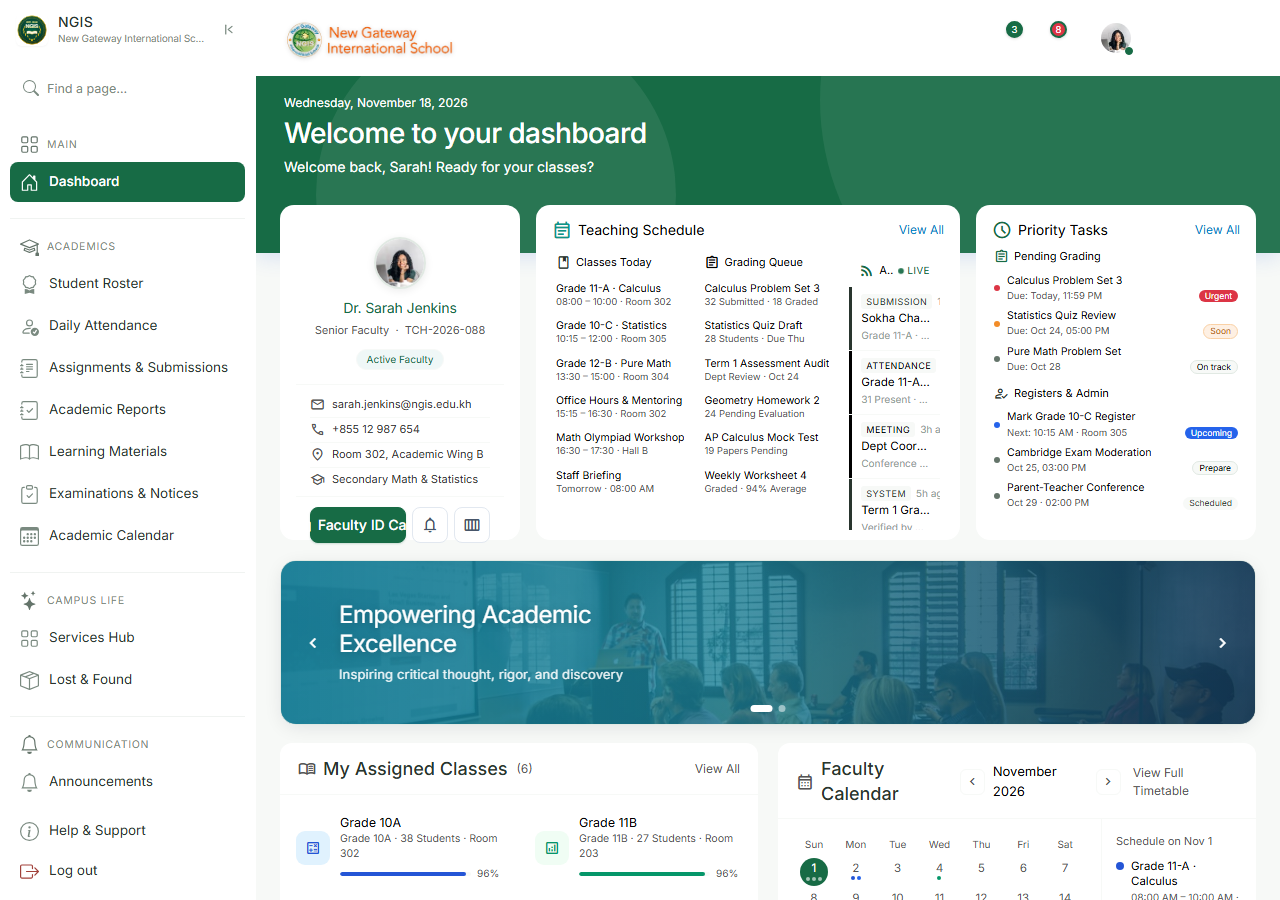 NGIS
New Gateway International Sc...
Find a page...
MAIN
Dashboard
ACADEMICS
Student Roster
Daily Attendance
Assignments & Submissions
Academic Reports
Learning Materials
Examinations & Notices
Academic Calendar
CAMPUS LIFE
Services Hub
Lost & Found
COMMUNICATION
Announcements
Help & Support
Log out
New Gateway
International School
3
8
Wednesday, November 18, 2026
Welcome to your dashboard
Welcome back, Sarah! Ready for your classes?
Dr. Sarah Jenkins
Senior Faculty · TCH-2026-088
Active Faculty
sarah.jenkins@ngis.edu.kh
+855 12 987 654
Room 302, Academic Wing B
Secondary Math & Statistics
Faculty ID Ca
Teaching Schedule
View All
Classes Today
Grade 11-A · Calculus
08:00 – 10:00 · Room 302
Grade 10-C · Statistics
10:15 – 12:00 · Room 305
Grade 12-B · Pure Math
13:30 – 15:00 · Room 304
Office Hours & Mentoring
15:15 – 16:30 · Room 302
Math Olympiad Workshop
16:30 – 17:30 · Hall B
Staff Briefing
Tomorrow · 08:00 AM
Grading Queue
Calculus Problem Set 3
32 Submitted · 18 Graded
Statistics Quiz Draft
28 Students · Due Thu
Term 1 Assessment Audit
Dept Review · Oct 24
Geometry Homework 2
24 Pending Evaluation
AP Calculus Mock Test
19 Papers Pending
Weekly Worksheet 4
Graded · 94% Average
A.. LIVE
SUBMISSION
Sokha Cha...
Grade 11-A · ...
ATTENDANCE
Grade 11-A...
31 Present · ...
MEETING 3h a
Dept Coor...
Conference ...
SYSTEM 5h ag
Term 1 Gra...
Verified by
Priority Tasks
View All
Pending Grading
Calculus Problem Set 3
Due: Today, 11:59 PM
Urgent
Statistics Quiz Review
Due: Oct 24, 05:00 PM
Soon
Pure Math Problem Set
Due: Oct 28
On track
Registers & Admin
Mark Grade 10-C Register
Next: 10:15 AM · Room 305
Upcoming
Cambridge Exam Moderation
Oct 25, 03:00 PM
Prepare
Parent-Teacher Conference
Oct 29 · 02:00 PM
Scheduled
Empowering Academic
Excellence
Inspiring critical thought, rigor, and discovery
My Assigned Classes (6)
View All
Grade 10A
Grade 10A · 38 Students · Room
302
96%
Grade 11B
Grade 11B · 27 Students · Room
203
96%
Faculty
Calendar
November
2026
View Full
Timetable
Sun Mon Tue Wed Thu Fri Sat
1 2 3 4 5 6 7
8 9 10 11 12 13 14
Schedule on Nov 1
Grade 11-A ·
Calculus
08:00 AM – 10:00 AM ·